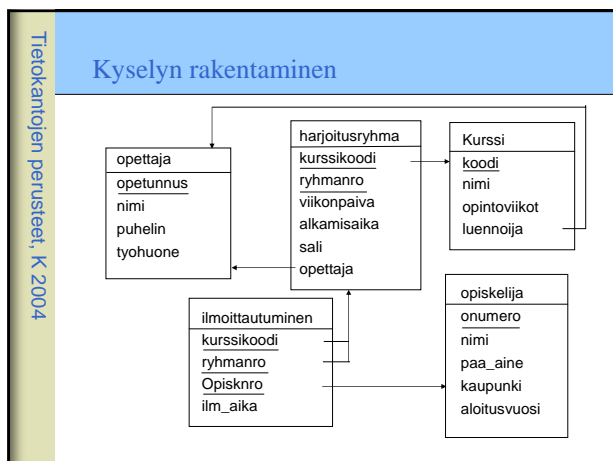 Tietokantojen perusteet, K 2004
Kyselyn rakentaminen
opettaja
opetunnus
nimi
puhelin
tyohuone
harjoitusryhma
kurssikoodi
ryhmanro
viikonpaiva
alkamisaika
sali
opettaja
Kurssi
koodi
nimi
opintoviikot
luennoija
ilmoittautuminen
kurssikoodi
ryhmanro
Opisknro
ilm_aika
opiskelija
onumero
nimi
paa_aine
kaupunki
aloitusvuosi